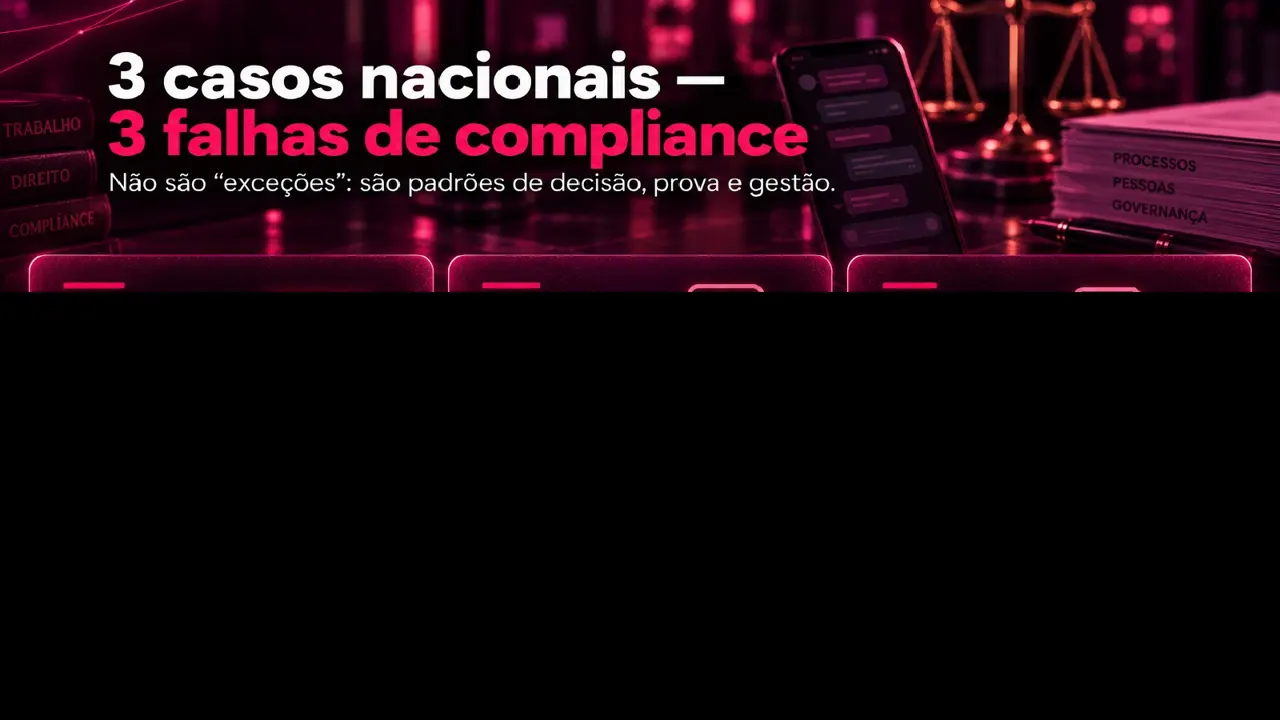 3 casos nacionais —
3 falhas de compliance
Não são “exceções”: são padrões de decisão, prova e gestão.
TRABALHO
DIREITO
COMPLIANCE
PROCESSOS
PESSOAS
GOVERNANÇA